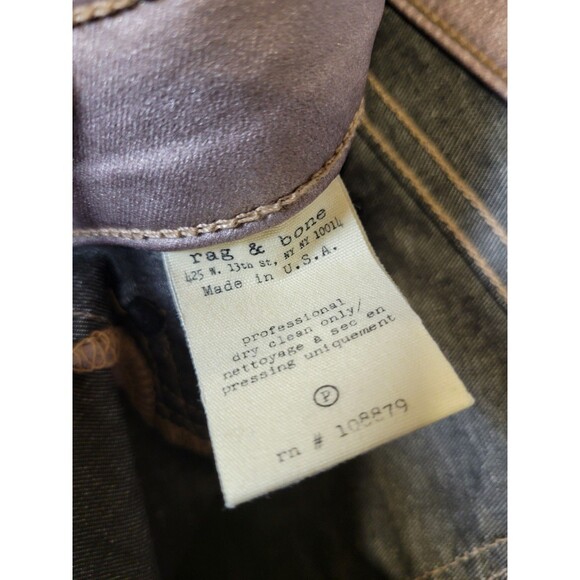 rag & bone
425 W. 13th St, NY NY 10014
Made in U.S.A.
professional
dry clean only/
nettoyage à sec en
pressing uniquement
P
rn # 108879